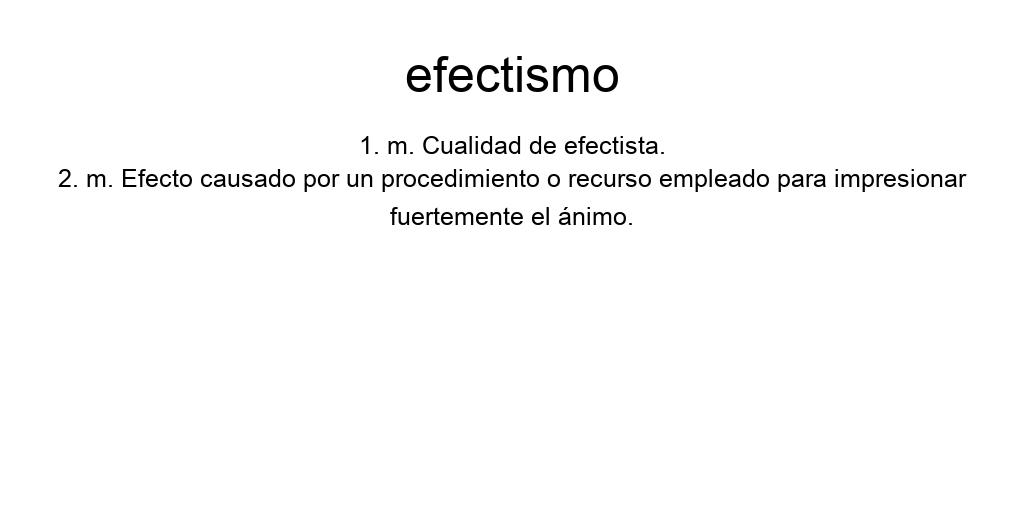 efectismo
1. m. Cualidad de efectista.
2. m. Efecto causado por un procedimiento o recurso empleado para impresionar
fuertemente el ánimo.